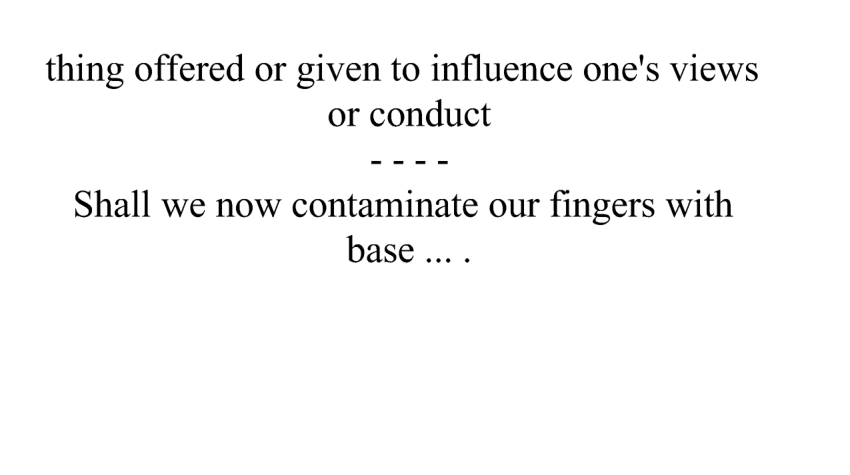 thing offered or given to influence one's views
or conduct
- - - -
Shall we now contaminate our fingers with
base ... .